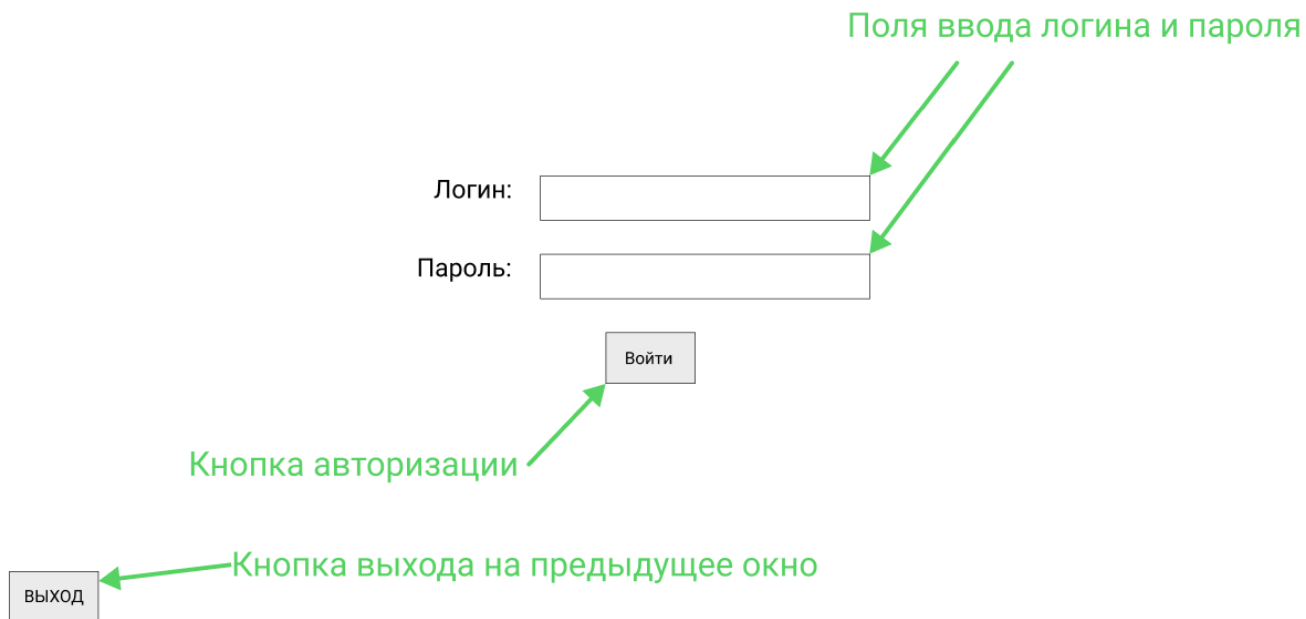 Поля ввода логина и пароля
Логин:
Пароль:
Войти
Кнопка авторизации
Кнопка выхода на предыдущее окно
выход